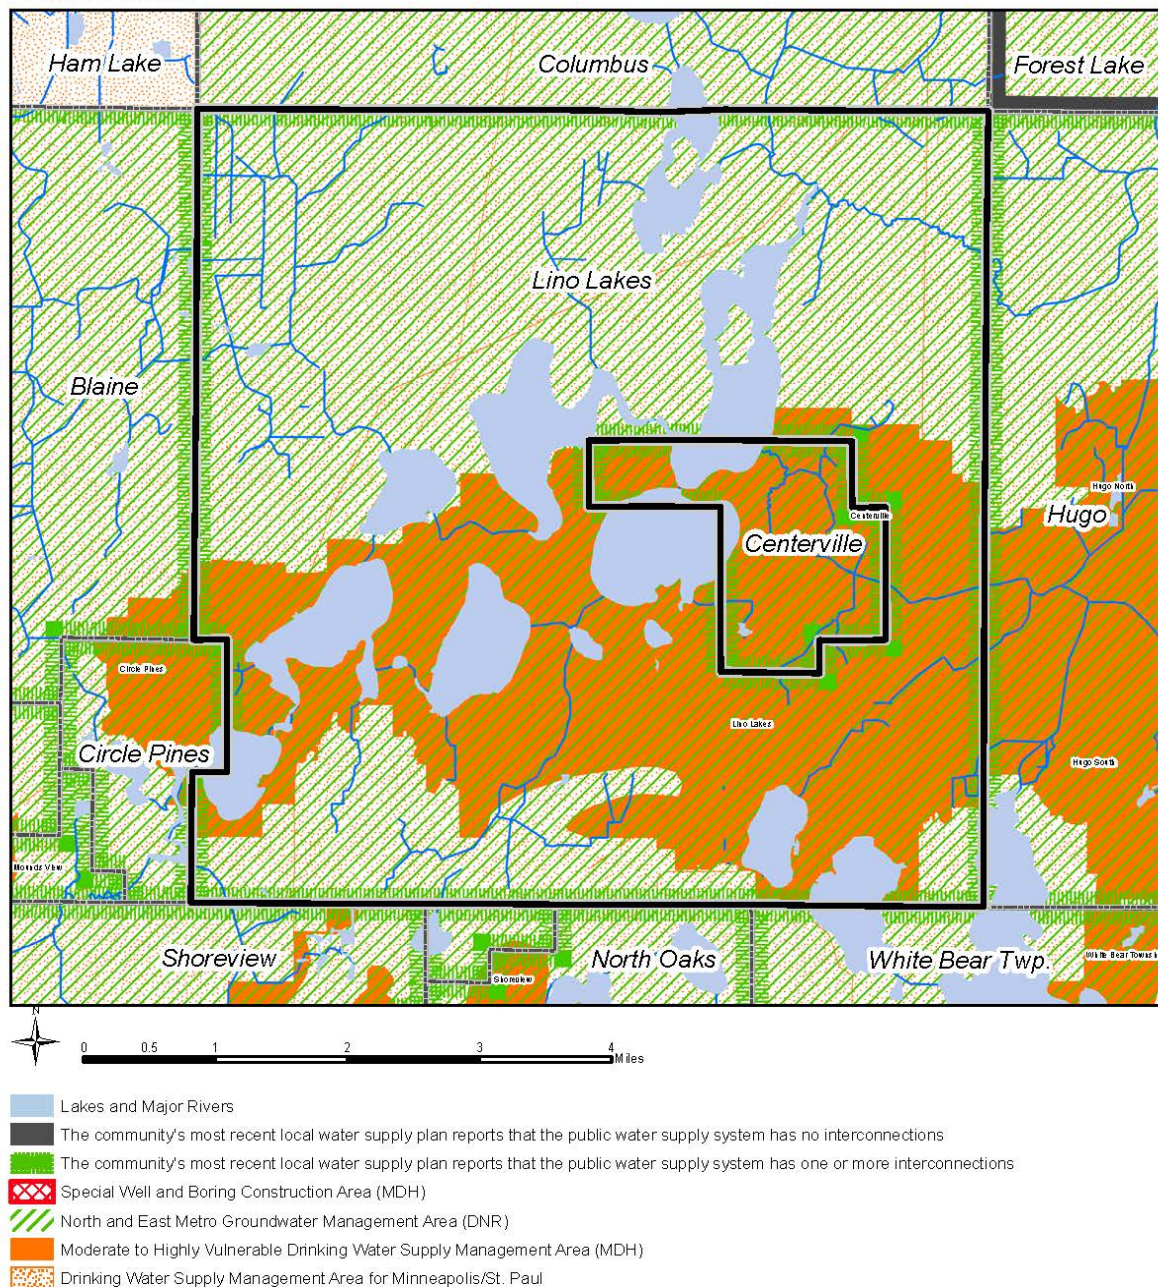 Ham Lake
Columbus
Forest Lake
Lino Lakes
Blaine
Hugo North
Hugo
Centerville
Centerville
Circle Pines
Lino Lakes
Circle Pines
Hugo South
Mounds View
Shoreview
North Oaks
White Bear Twp.
White Bear Townsh
Shoreview
N
0 0.5 1 2 3 4
Miles
Lakes and Major Rivers
The community's most recent local water supply plan reports that the public water supply system has no interconnections
The community's most recent local water supply plan reports that the public water supply system has one or more interconnections
Special Well and Boring Construction Area (MDH)
North and East Metro Groundwater Management Area (DNR)
Moderate to Highly Vulnerable Drinking Water Supply Management Area (MDH)
Drinking Water Supply Management Area for Minneapolis/St. Paul